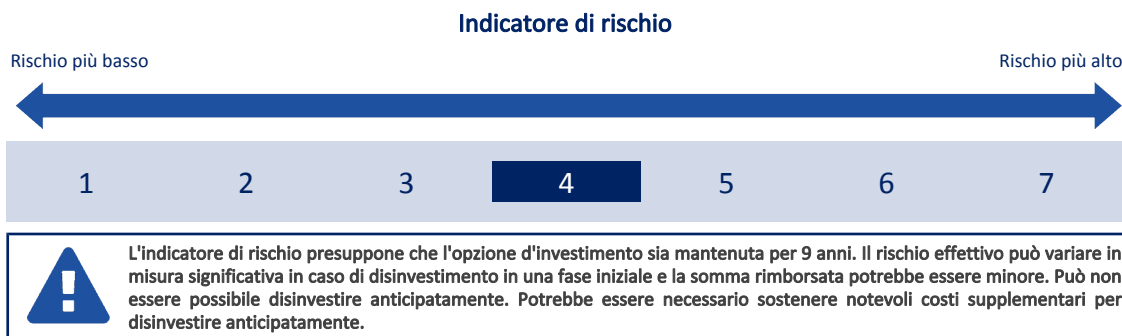 Indicatore di rischio
Rischio più basso
Rischio più alto
1 2 3 4 5 6 7
L'indicatore di rischio presuppone che l'opzione d'investimento sia mantenuta per 9 anni. Il rischio effettivo può variare in
misura significativa in caso di disinvestimento in una fase iniziale e la somma rimborsata potrebbe essere minore. Può non
essere possibile disinvestire anticipatamente. Potrebbe essere necessario sostenere notevoli costi supplementari per
disinvestire anticipatamente.